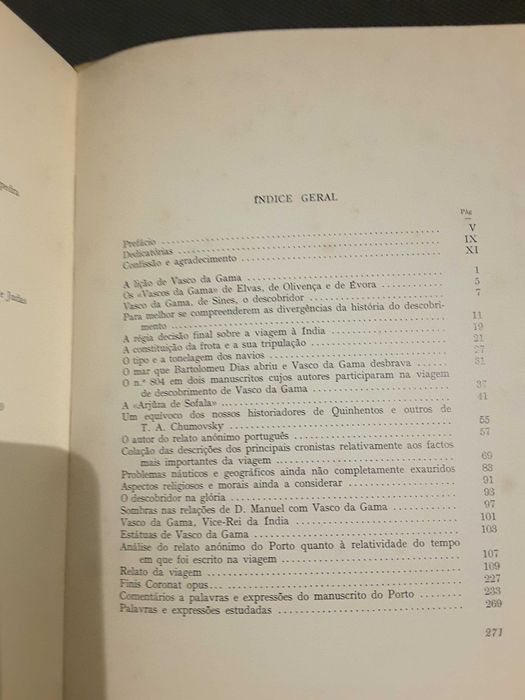 pedra
e Judas
ÍNDICE GERAL
Pág
Prefácio ........ V
Dedicatórias ........ IX
Confissão e agradecimento ........ XI
A lição de Vasco da Gama ........ 1
Os «Vascos da Gama» de Elvas, de Olivença e de Évora ........ 5
Vasco da Gama, de Sines, o descobridor ........ 7
Para melhor se compreenderem as divergências da história do descobri-
mento ........ 11
A régia decisão final sobre a viagem à Índia ........ 19
A constituição da frota e a sua tripulação ........ 21
O tipo e a tonelagem dos navios ........ 27
O mar que Bartolomeu Dias abriu e Vasco da Gama desbrava ...... 31
O n.º 804 em dois manuscritos cujos autores participaram na viagem
de descobrimento de Vasco da Gama ........ 37
A «Arjûza de Sofala» ........ 41
Um equívoco dos nossos historiadores de Quinhentos e outros de
T. A. Chumovsky ........ 55
O autor do relato anónimo português ........ 57
Colação das descrições dos principais cronistas relativamente aos factos
mais importantes da viagem ........ 69
Problemas náuticos e geográficos ainda não completamente exauridos 83
Aspectos religiosos e morais ainda a considerar ........ 91
O descobridor na glória ........ 93
Sombras nas relações de D. Manuel com Vasco da Gama ........ 97
Vasco da Gama, Vice-Rei da Índia ........ 101
Estátuas de Vasco da Gama ........ 103
Análise do relato anónimo do Porto quanto à relatividade do tempo
em que foi escrito na viagem ........ 107
Relato da viagem ........ 109
Finis Coronat opus ........ 227
Comentários a palavras e expressões do manuscrito do Porto ........ 233
Palavras e expressões estudadas ........ 269
271